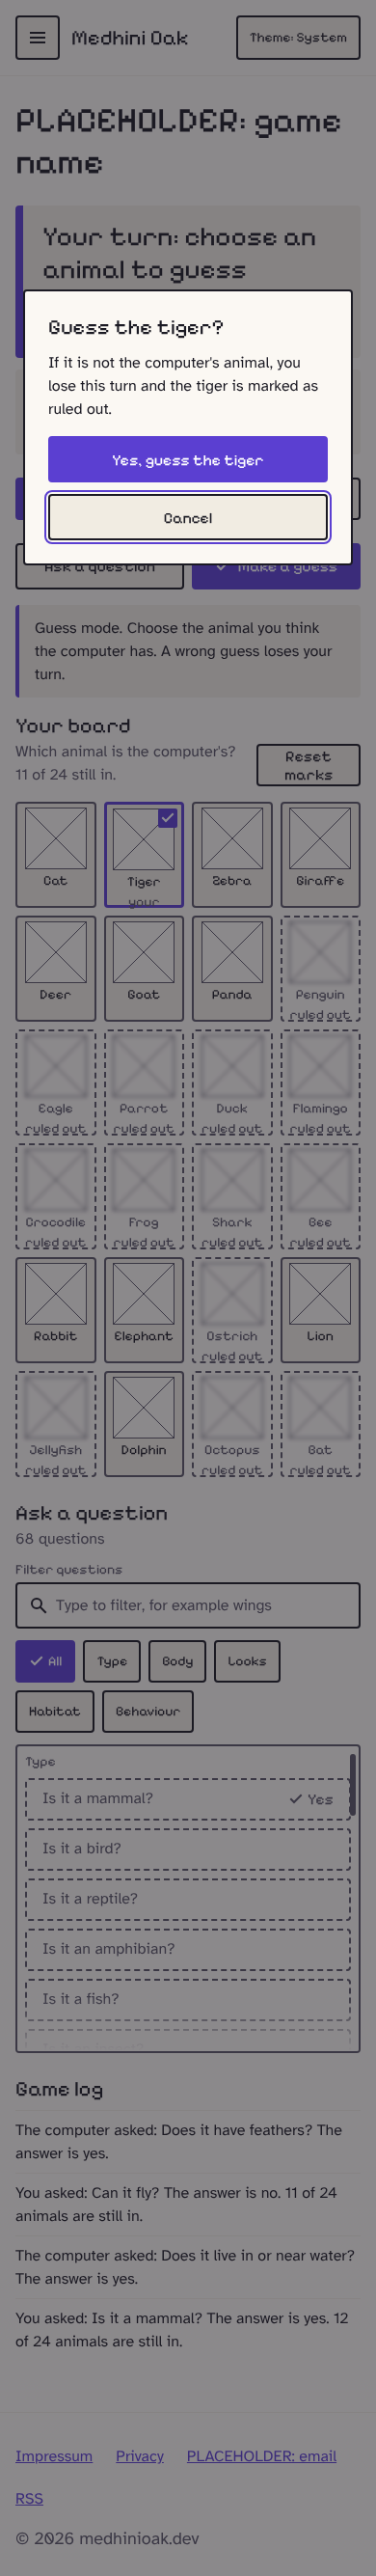 Medhini Oak
Theme: System
PLACEHOLDER: game
name
Your turn: choose an
animal to guess
Guess the tiger?
If it is not the computer's animal, you
lose this turn and the tiger is marked as
ruled out.
Yes, guess the tiger
Cancel
Ask a question
Make a guess
Guess mode. Choose the animal you think
the computer has. A wrong guess loses your
turn.
Your board
Which animal is the computer's?
11 of 24 still in.
Reset
marks
Cat
Tiger
your
Zebra
Giraffe
Deer
Goat
Panda
Penguin
ruled out
Eagle
ruled out
Parrot
ruled out
Duck
ruled out
Flamingo
ruled out
Crocodile
ruled out
Frog
ruled out
Shark
ruled out
Bee
ruled out
Rabbit
Elephant
Ostrich
ruled out
Lion
Jellyfish
ruled out
Dolphin
Octopus
ruled out
Bat
ruled out
Ask a question
68 questions
Filter questions
Type to filter, for example wings
All
Type
Body
Looks
Habitat
Behaviour
Type
Is it a mammal?
Yes
Is it a bird?
Is it a reptile?
Is it an amphibian?
Is it a fish?
Game log
The computer asked: Does it have feathers? The
answer is yes.
You asked: Can it fly? The answer is no. 11 of 24
animals are still in.
The computer asked: Does it live in or near water?
The answer is yes.
You asked: Is it a mammal? The answer is yes. 12
of 24 animals are still in.
Impressum
Privacy
PLACEHOLDER: email
RSS
© 2026 medhinioak.dev